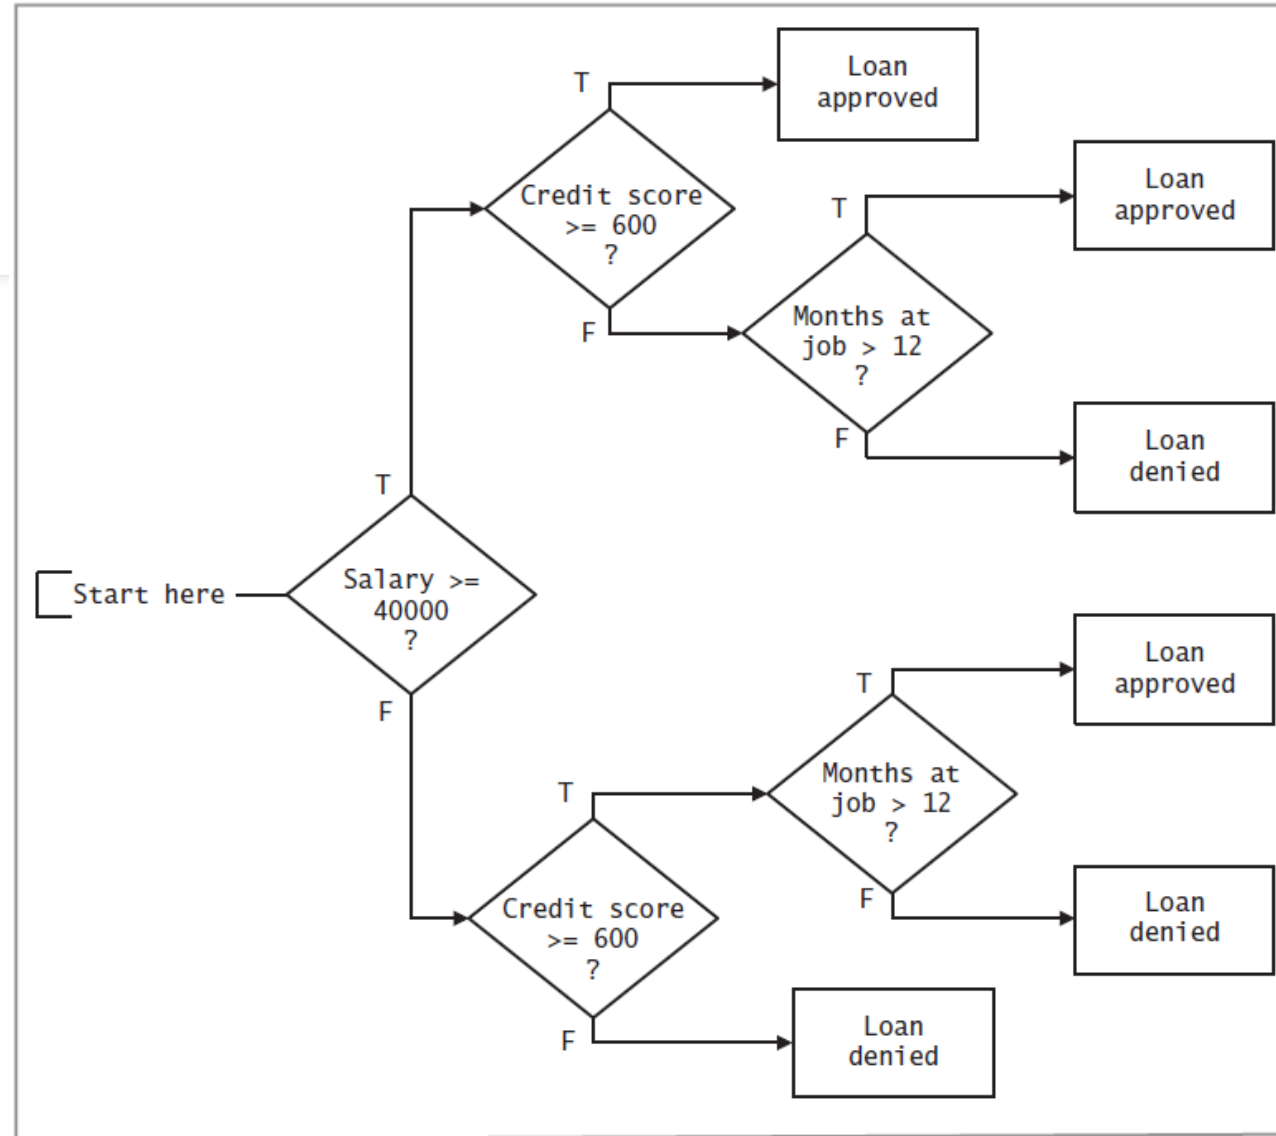 T
Loan
approved
Credit score
>= 600
?
T
Loan
approved
F
Months at
job > 12
?
F
Loan
denied
T
Start here
Salary >=
40000
?
F
T
Loan
approved
T
Months at
job > 12
?
F
Loan
denied
Credit score
>= 600
?
F
Loan
denied